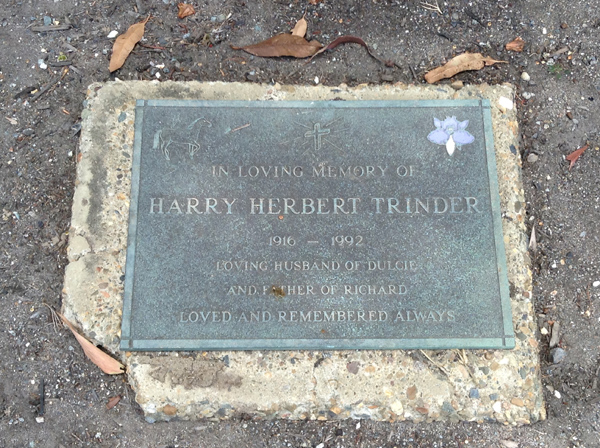 IN LOVING MEMORY OF
HARRY HERBERT TRINDER
1916 — 1992
LOVING HUSBAND OF DULCIE
AND FATHER OF RICHARD
LOVED AND REMEMBERED ALWAYS